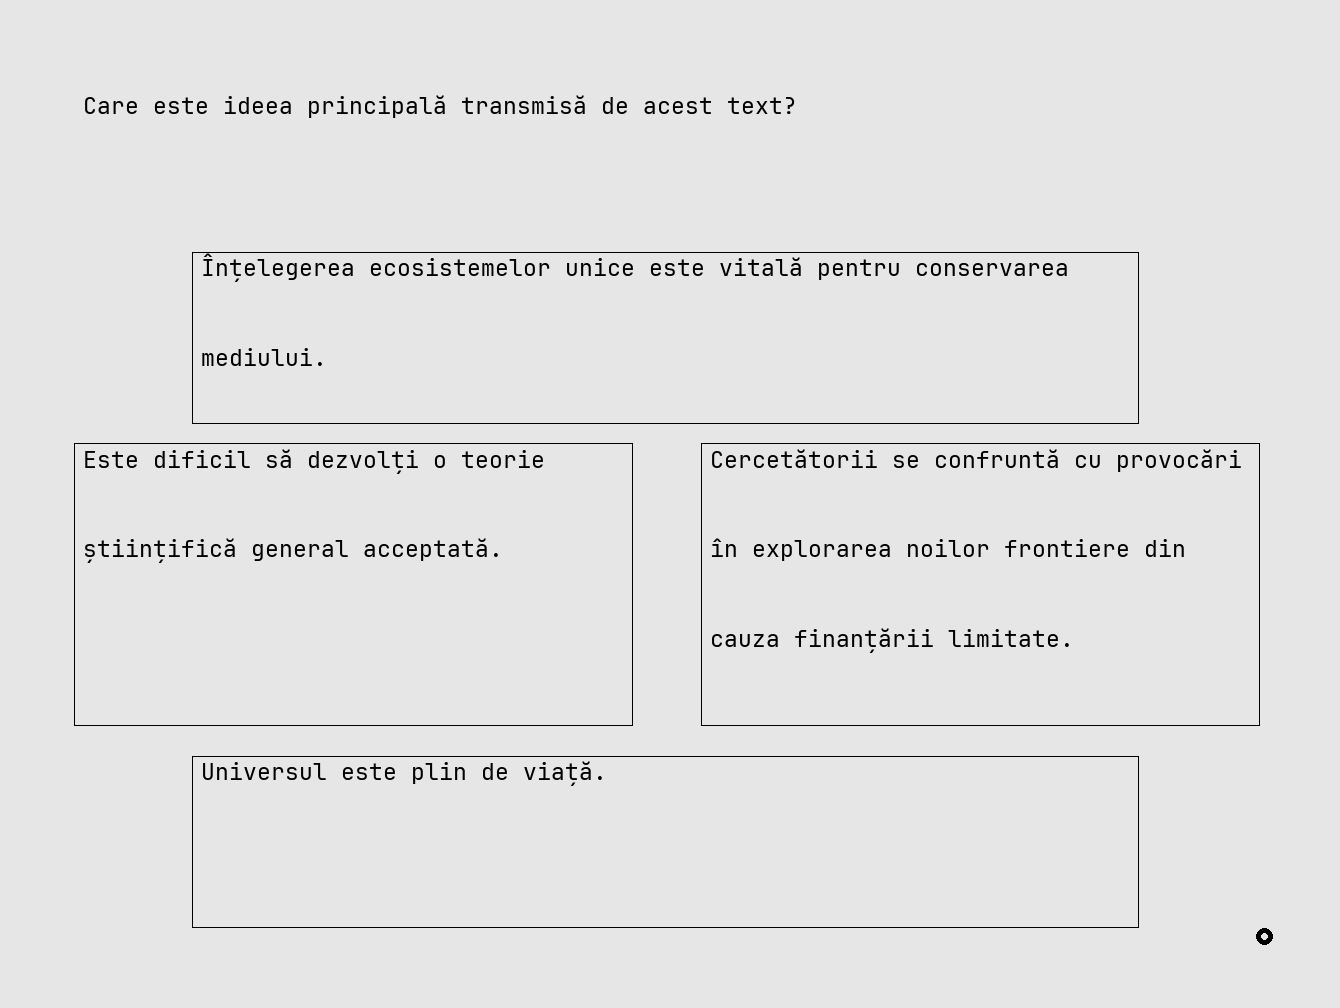 Care este ideea principală transmisă de acest text?
Înțelegerea ecosistemelor unice este vitală pentru conservarea
mediului.
Este dificil să dezvolți o teorie
științifică general acceptată.
Cercetătorii se confruntă cu provocări
în explorarea noilor frontiere din
cauza finanțării limitate.
Universul este plin de viață.